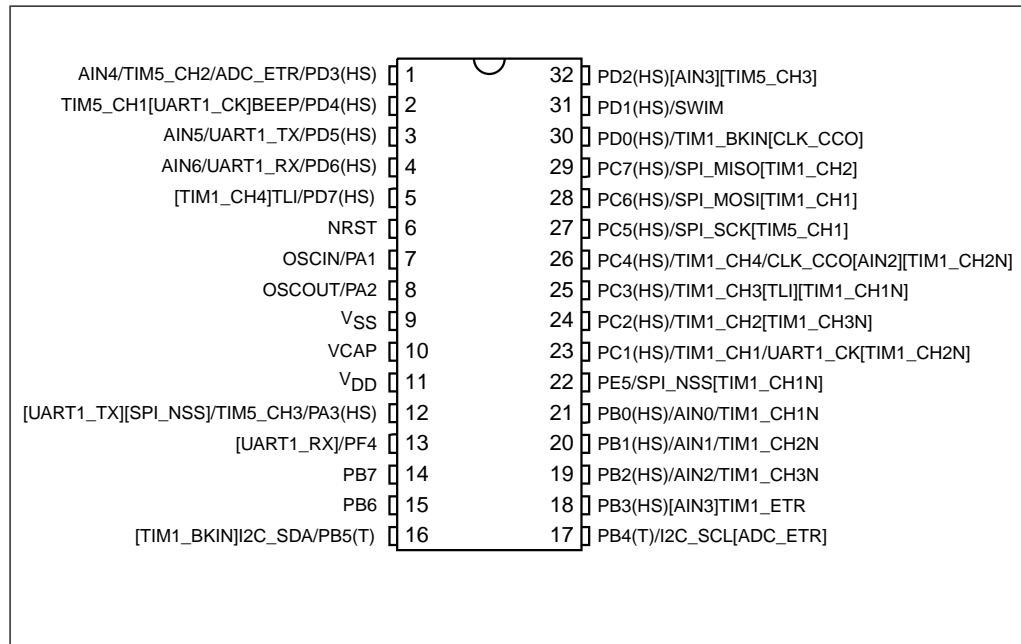 AIN4/TIM5_CH2/ADC_ETR/PD3(HS) 1 32 PD2(HS)[AIN3][TIM5_CH3]
TIM5_CH1[UART1_CK]BEEP/PD4(HS) 2 31 PD1(HS)/SWIM
AIN5/UART1_TX/PD5(HS) 3 30 PD0(HS)/TIM1_BKIN[CLK_CCO]
AIN6/UART1_RX/PD6(HS) 4 29 PC7(HS)/SPI_MISO[TIM1_CH2]
[TIM1_CH4]TLI/PD7(HS) 5 28 PC6(HS)/SPI_MOSI[TIM1_CH1]
NRST 6 27 PC5(HS)/SPI_SCK[TIM5_CH1]
OSCIN/PA1 7 26 PC4(HS)/TIM1_CH4/CLK_CCO[AIN2][TIM1_CH2N]
OSCOUT/PA2 8 25 PC3(HS)/TIM1_CH3[TLI][TIM1_CH1N]
VSS 9 24 PC2(HS)/TIM1_CH2[TIM1_CH3N]
VCAP 10 23 PC1(HS)/TIM1_CH1/UART1_CK[TIM1_CH2N]
VDD 11 22 PE5/SPI_NSS[TIM1_CH1N]
[UART1_TX][SPI_NSS]/TIM5_CH3/PA3(HS) 12 21 PB0(HS)/AIN0/TIM1_CH1N
[UART1_RX]/PF4 13 20 PB1(HS)/AIN1/TIM1_CH2N
PB7 14 19 PB2(HS)/AIN2/TIM1_CH3N
PB6 15 18 PB3(HS)[AIN3]TIM1_ETR
[TIM1_BKIN]I2C_SDA/PB5(T) 16 17 PB4(T)/I2C_SCL[ADC_ETR]